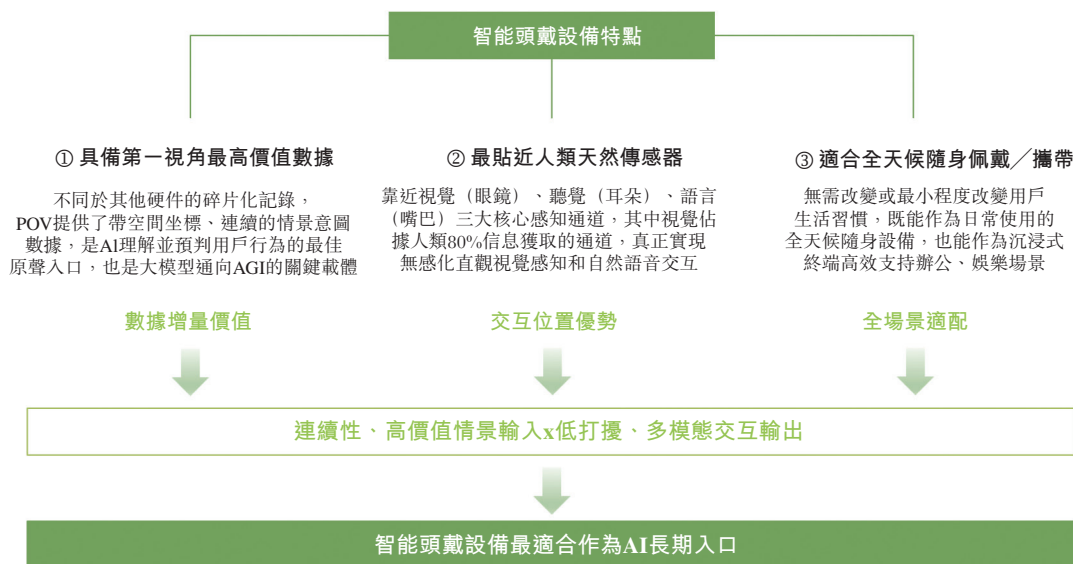 智能頭戴設備特點
① 具備第一視角最高價值數據
不同於其他硬件的碎片化記錄，
POV提供了帶空間坐標、連續的情景意圖
數據，是AI理解並預判用戶行為的最佳
原聲入口，也是大模型通向AGI的關鍵載體
數據增量價值
② 最貼近人類天然傳感器
靠近視覺（眼鏡）、聽覺（耳朵）、語言
（嘴巴）三大核心感知通道，其中視覺佔
據人類80%信息獲取的通道，真正實現
無感化直觀視覺感知和自然語音交互
交互位置優勢
③ 適合全天候隨身佩戴／攜帶
無需改變或最小程度改變用戶
生活習慣，既能作為日常使用的
全天候隨身設備，也能作為沉浸式
終端高效支持辦公、娛樂場景
全場景適配
連續性、高價值情景輸入x低打擾、多模態交互輸出
智能頭戴設備最適合作為AI長期入口